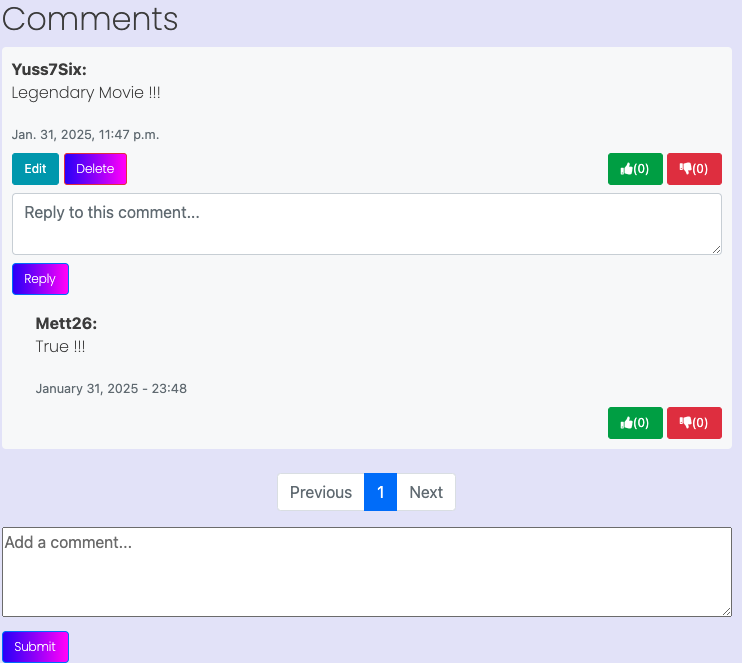 Comments
Yuss7Six:
Legendary Movie !!!
Jan. 31, 2025, 11:47 p.m.
Edit Delete (0) (0)
Reply to this comment...
Reply
Mett26:
True !!!
January 31, 2025 - 23:48
(0) (0)
Previous 1 Next
Add a comment...
Submit